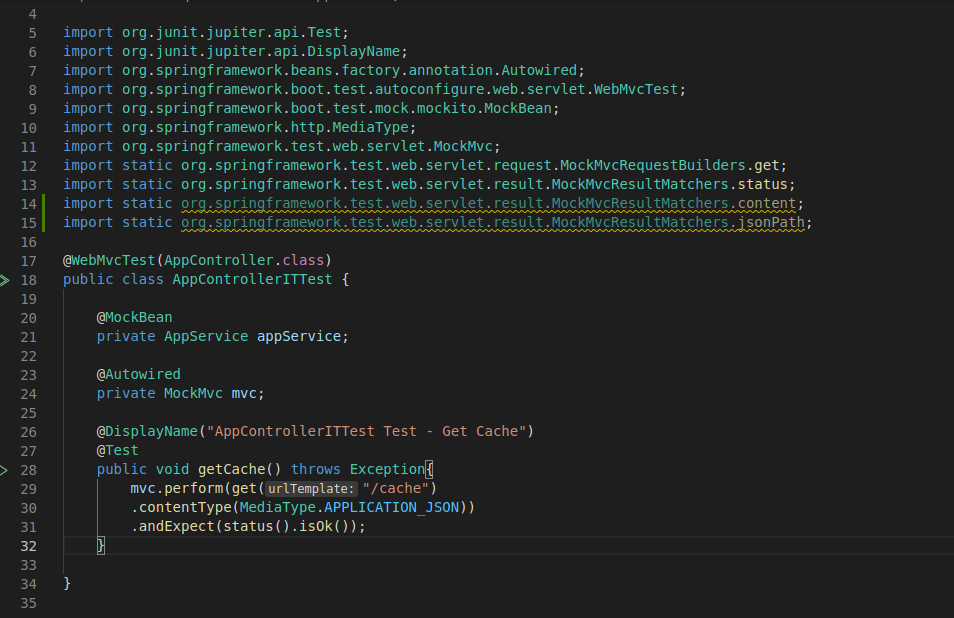 4
5 import org.junit.jupiter.api.Test;
6 import org.junit.jupiter.api.DisplayName;
7 import org.springframework.beans.factory.annotation.Autowired;
8 import org.springframework.boot.test.autoconfigure.web.servlet.WebMvcTest;
9 import org.springframework.boot.test.mock.mockito.MockBean;
10 import org.springframework.http.MediaType;
11 import org.springframework.test.web.servlet.MockMvc;
12 import static org.springframework.test.web.servlet.request.MockMvcRequestBuilders.get;
13 import static org.springframework.test.web.servlet.result.MockMvcResultMatchers.status;
14 import static org.springframework.test.web.servlet.result.MockMvcResultMatchers.content;
15 import static org.springframework.test.web.servlet.result.MockMvcResultMatchers.jsonPath;
16
17 @WebMvcTest(AppController.class)
18 public class AppControllerITTest {
19
20     @MockBean
21     private AppService appService;
22
23     @Autowired
24     private MockMvc mvc;
25
26     @DisplayName("AppControllerITTest Test - Get Cache")
27     @Test
28     public void getCache() throws Exception{
29         mvc.perform(get(urlTemplate: "/cache")
30         .contentType(MediaType.APPLICATION_JSON))
31         .andExpect(status().isOk());
32     }
33
34 }
35